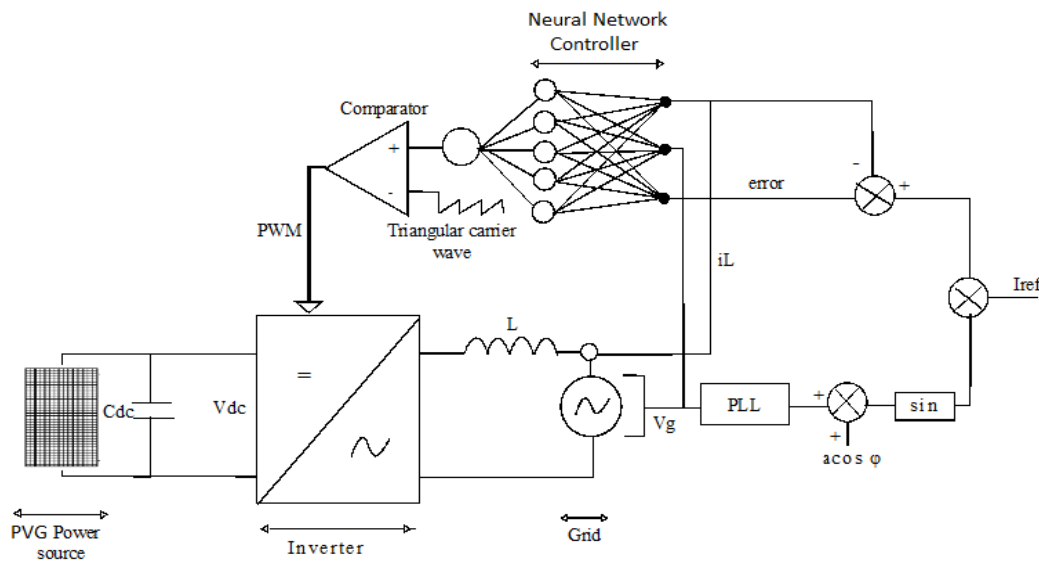 Neural Network
Controller
Comparator
+
-
Triangular carrier
wave
PWM
error
-
+
iL
Iref
L
=
Cdc
Vdc
Vg
PLL
+
+
sin
acos φ
PVG Power
source
Inverter
Grid